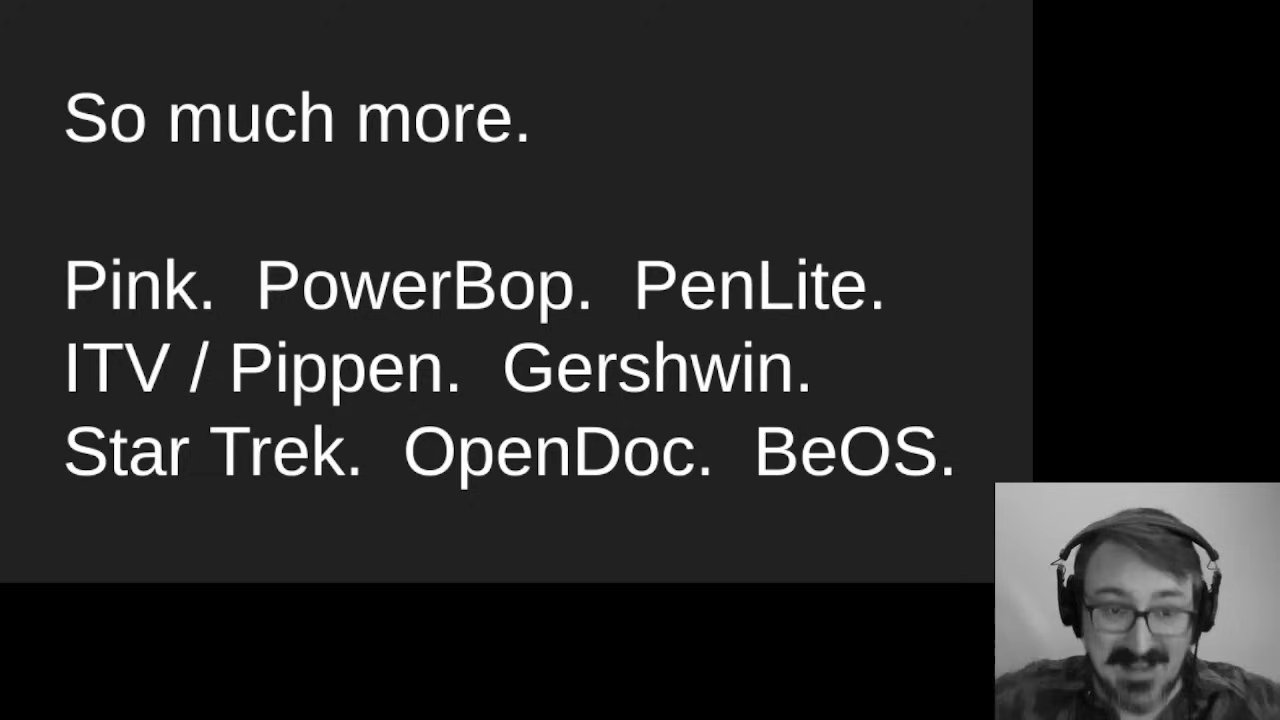 So much more.
Pink.  PowerBop.  PenLite.
ITV / Pippen.  Gershwin.
Star Trek.  OpenDoc.  BeOS.